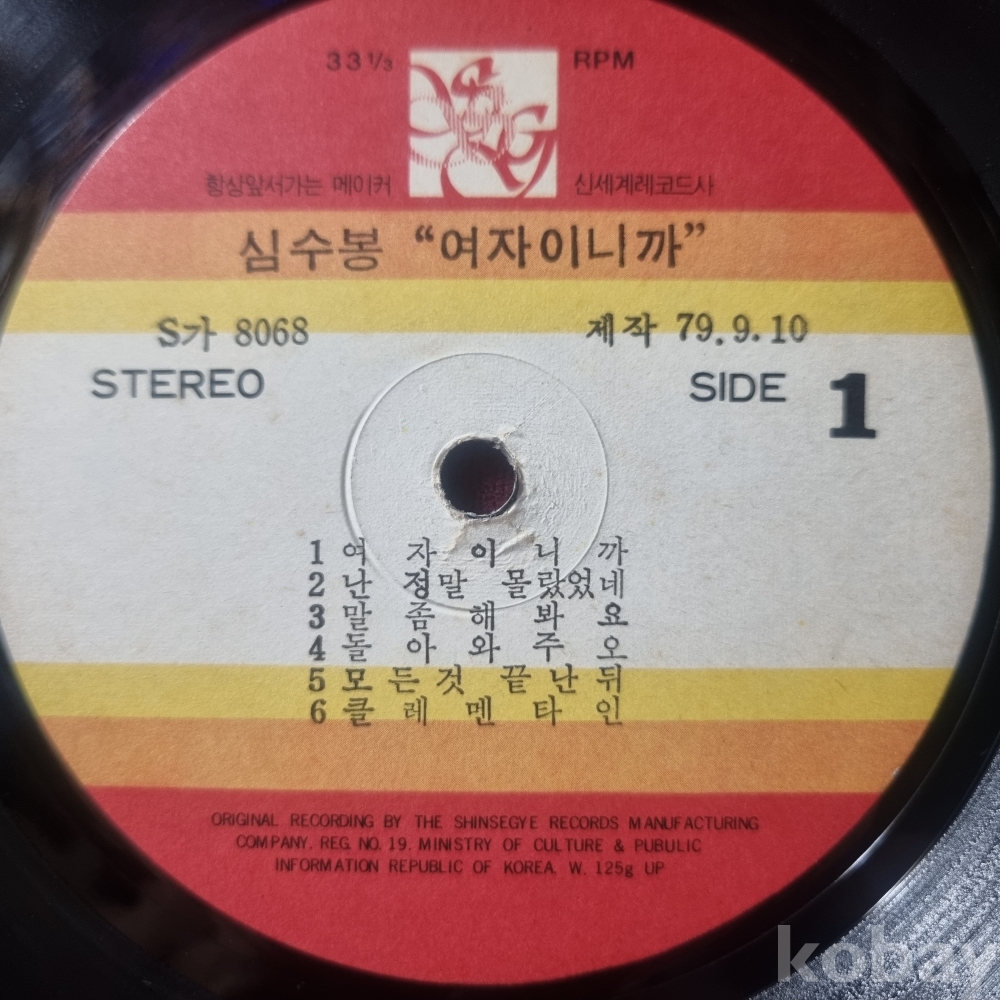 33 1/3 RPM
항상앞서가는 메이커 신세계레코드사
심수봉 “여자이니까”
S가 8068 제작 79.9.10
STEREO SIDE 1
1 여자이니까
2 난 정말 몰랐었네
3 말좀해봐요
4 돌아와주오
5 모든것 끝난뒤
6 클레멘타인
ORIGINAL RECORDING BY THE SHINSEGYE RECORDS MANUFACTURING
COMPANY. REG. NO. 19. MINISTRY OF CULTURE & PUBULIC
INFORMATION REPUBLIC OF KOREA. W. 125g UP
kobay